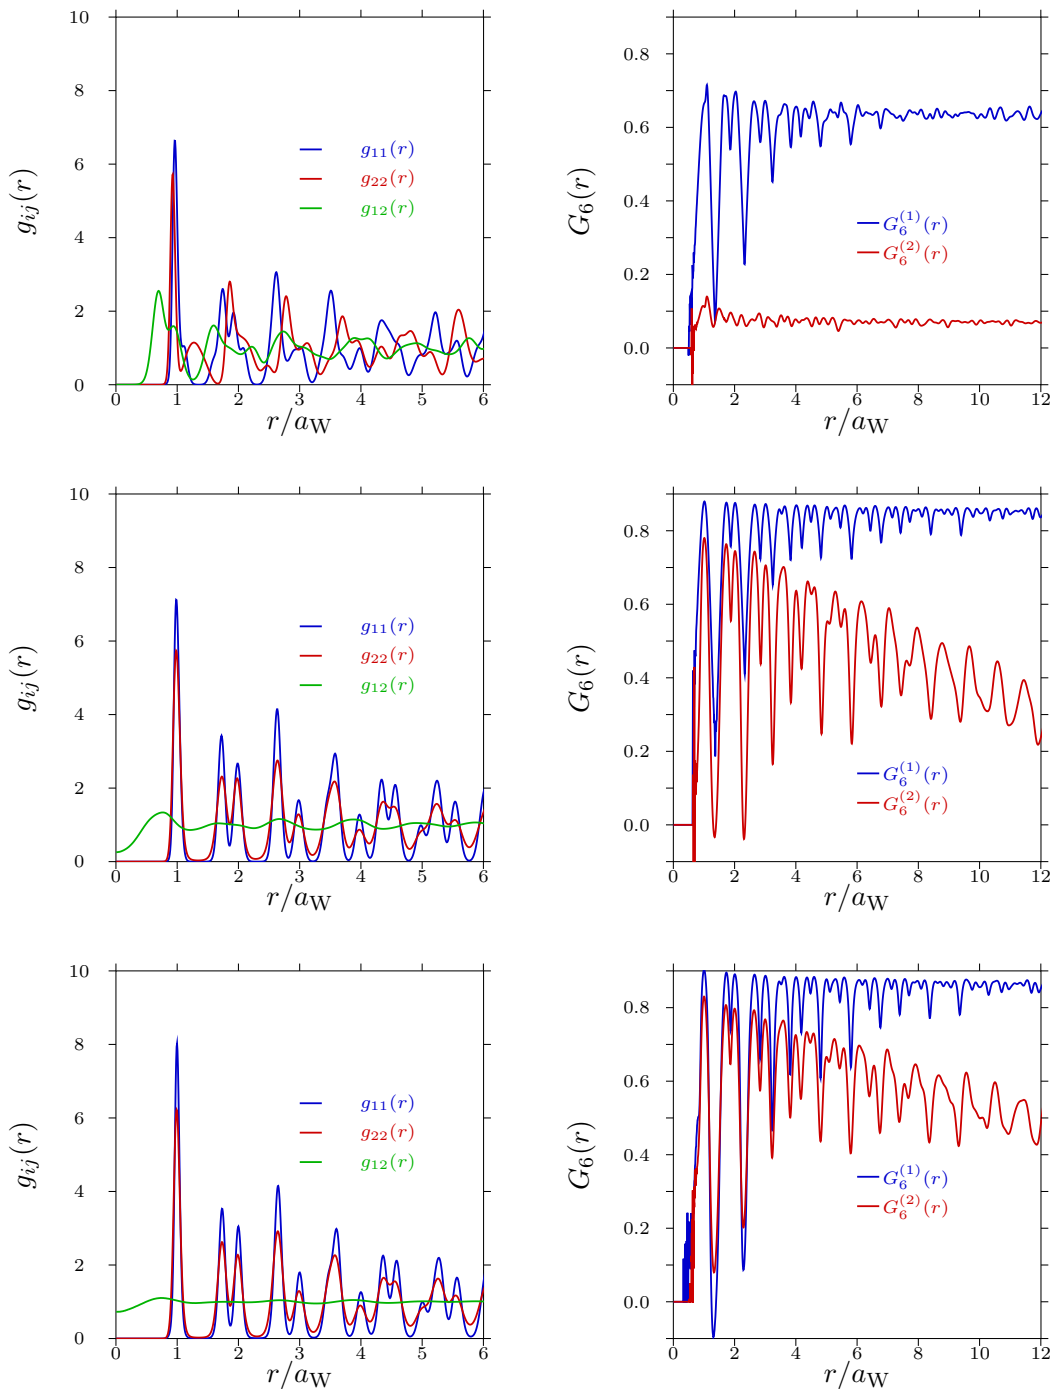 10
8
6
4
2
0
0 1 2 3 4 5 6
g_{ij}(r)
r/a_W
g_{11}(r)
g_{22}(r)
g_{12}(r)
0.8
0.6
0.4
0.2
0.0
0 2 4 6 8 10 12
G_6(r)
r/a_W
G_6^{(1)}(r)
G_6^{(2)}(r)
10
8
6
4
2
0
0 1 2 3 4 5 6
g_{ij}(r)
r/a_W
g_{11}(r)
g_{22}(r)
g_{12}(r)
0.8
0.6
0.4
0.2
0.0
0 2 4 6 8 10 12
G_6(r)
r/a_W
G_6^{(1)}(r)
G_6^{(2)}(r)
10
8
6
4
2
0
0 1 2 3 4 5 6
g_{ij}(r)
r/a_W
g_{11}(r)
g_{22}(r)
g_{12}(r)
0.8
0.6
0.4
0.2
0.0
0 2 4 6 8 10 12
G_6(r)
r/a_W
G_6^{(1)}(r)
G_6^{(2)}(r)